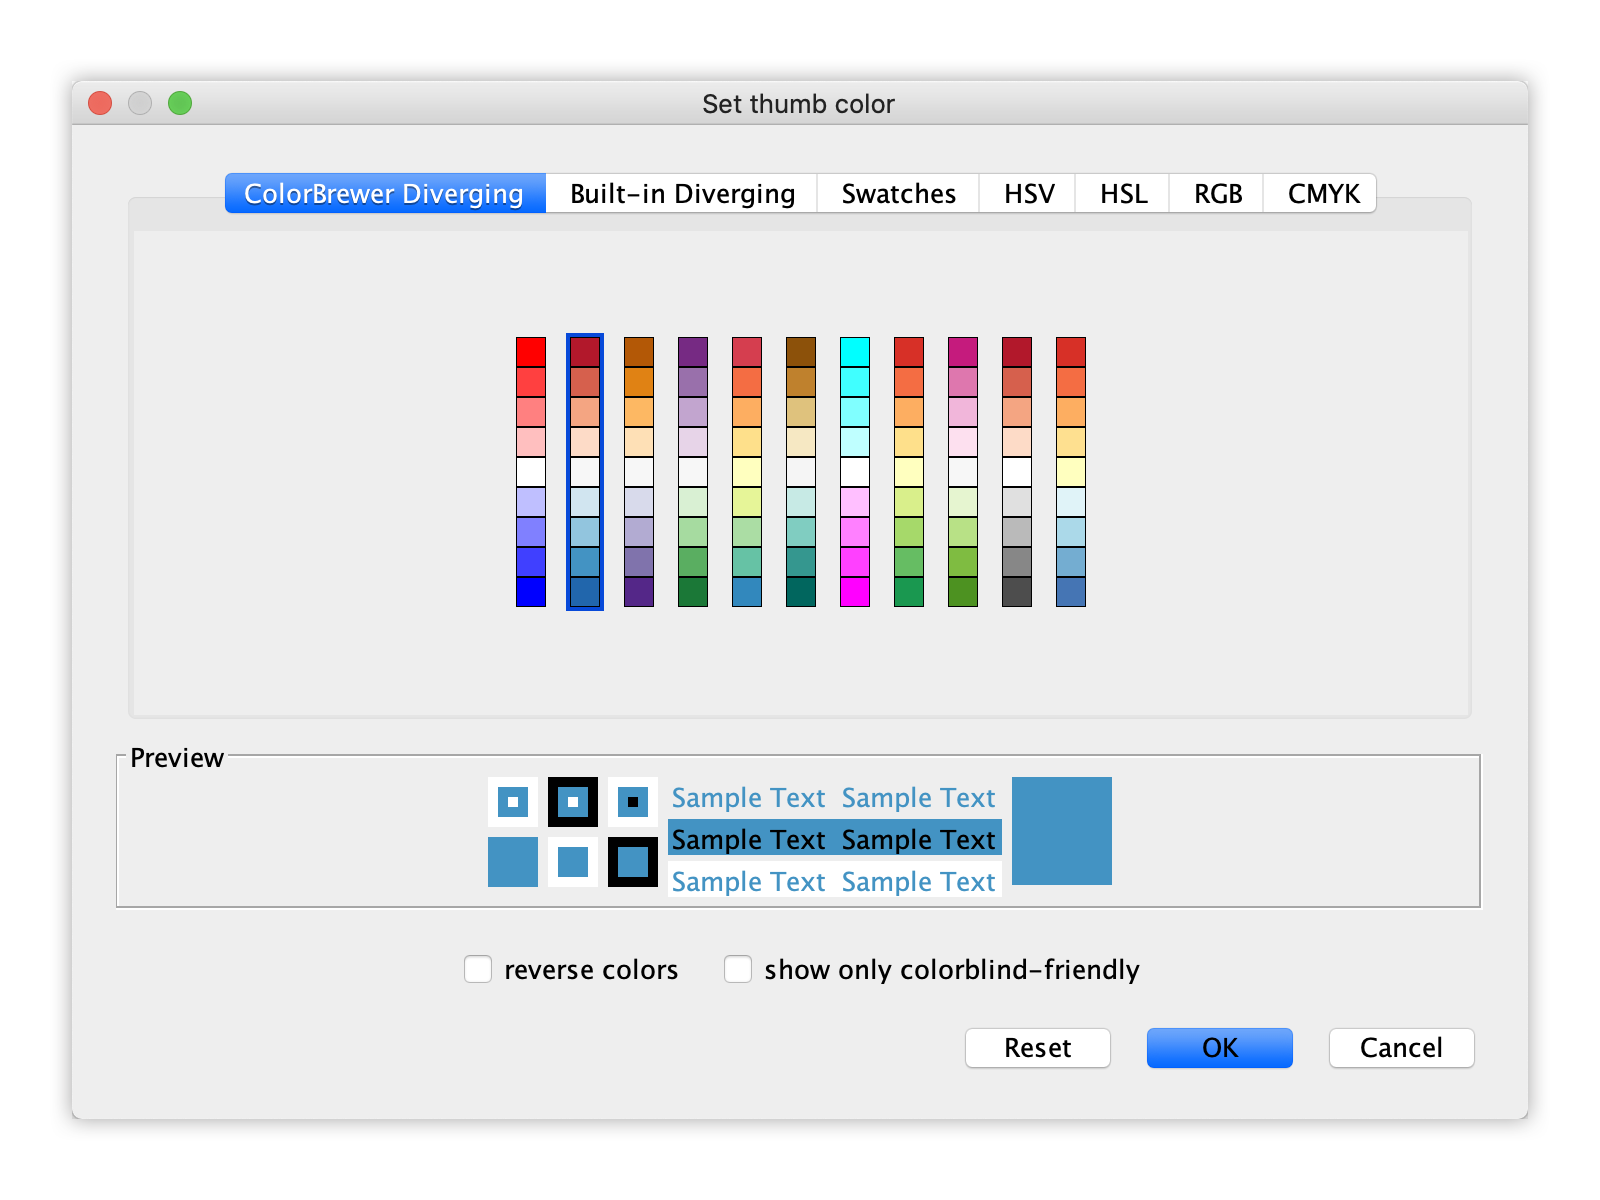 Set thumb color
ColorBrewer Diverging Built-in Diverging Swatches HSV HSL RGB CMYK
Preview
Sample Text Sample Text
Sample Text Sample Text
Sample Text Sample Text
reverse colors show only colorblind-friendly
Reset OK Cancel